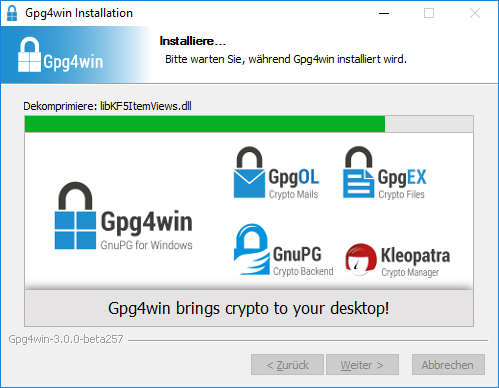 Gpg4win Installation
Gpg4win
Installiere...
Bitte warten Sie, während Gpg4win installiert wird.
Dekomprimiere: libKF5ItemViews.dll
Gpg4win
GnuPG for Windows
GpgOL
Crypto Mails
GpgEX
Crypto Files
GnuPG
Crypto Backend
Kleopatra
Crypto Manager
Gpg4win brings crypto to your desktop!
Gpg4win-3.0.0-beta257
< Zurück
Weiter >
Abbrechen